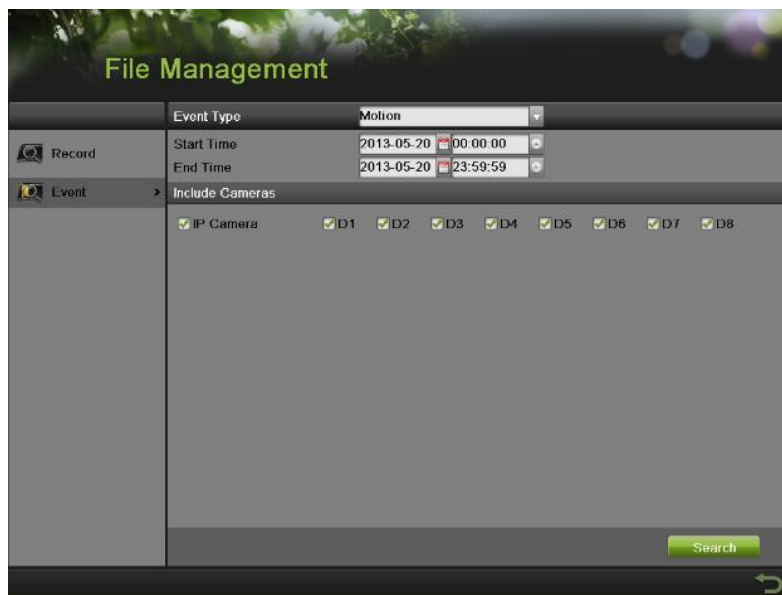 File Management
Event Type Motion
Record
Start Time 2013-05-20 00:00:00
End Time 2013-05-20 23:59:59
Event
Include Cameras
IP Camera D1 D2 D3 D4 D5 D6 D7 D8
Search